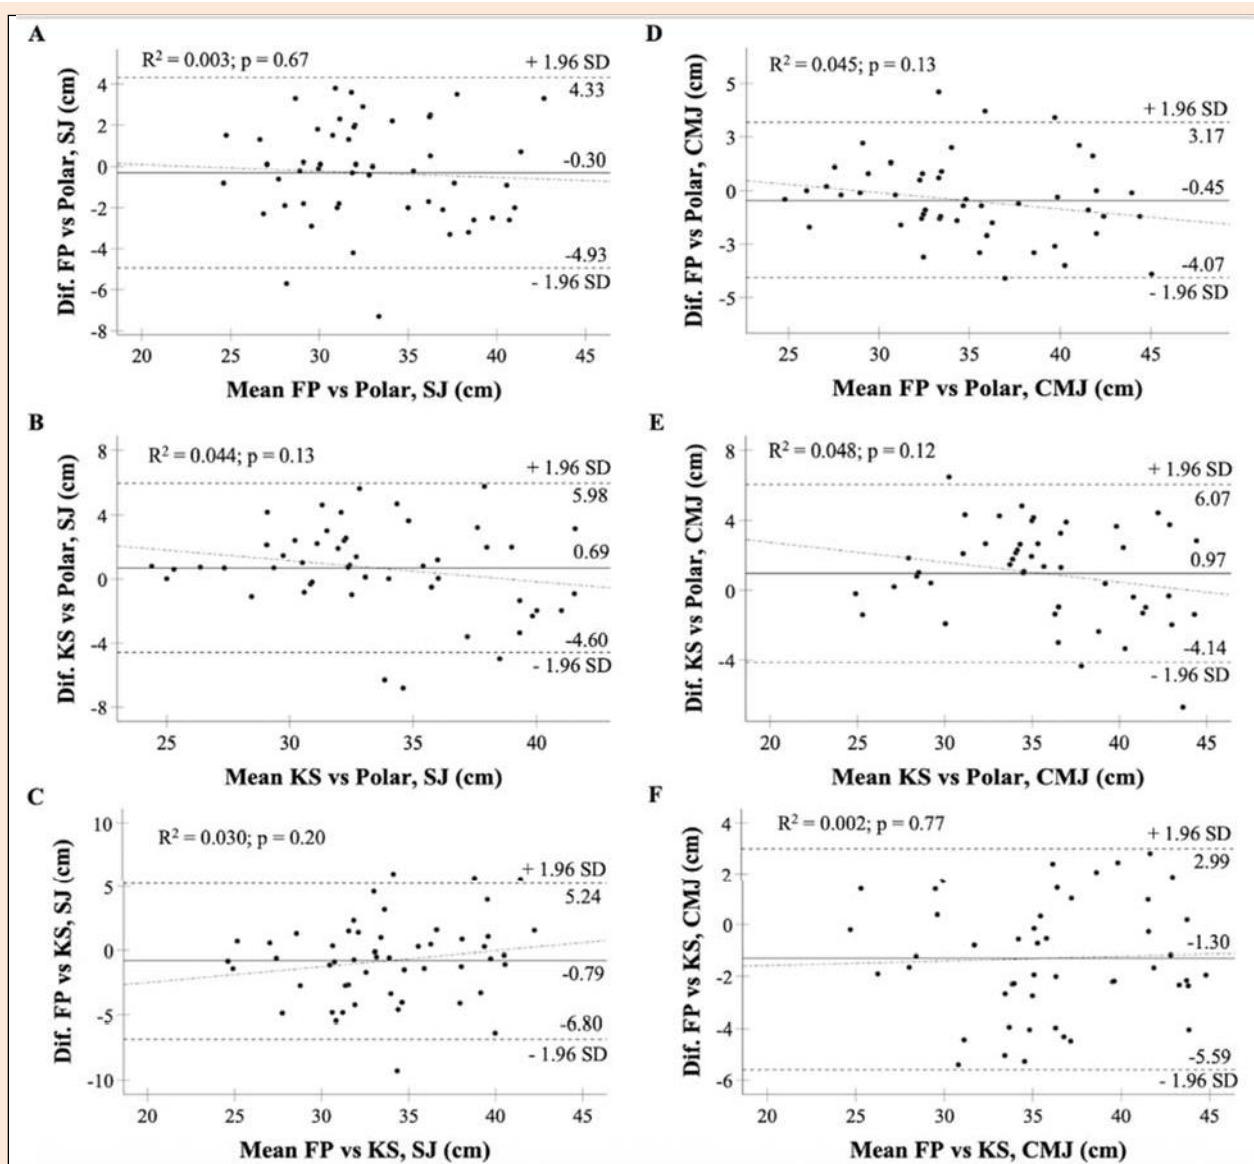 A
R² = 0.003; p = 0.67
+ 1.96 SD
4.33
-0.30
-4.93
- 1.96 SD
Dif. FP vs Polar, SJ (cm)
4
2
0
-2
-4
-6
-8
20 25 30 35 40 45
Mean FP vs Polar, SJ (cm)
D
R² = 0.045; p = 0.13
+ 1.96 SD
3.17
-0.45
-4.07
- 1.96 SD
Dif. FP vs Polar, CMJ (cm)
5
3
0
-3
-5
25 30 35 40 45
Mean FP vs Polar, CMJ (cm)
B
R² = 0.044; p = 0.13
+ 1.96 SD
5.98
0.69
-4.60
- 1.96 SD
Dif. KS vs Polar, SJ (cm)
8
4
0
-4
-8
25 30 35 40
Mean KS vs Polar, SJ (cm)
E
R² = 0.048; p = 0.12
+ 1.96 SD
6.07
0.97
-4.14
- 1.96 SD
Dif. KS vs Polar, CMJ (cm)
8
4
0
-4
20 25 30 35 40 45
Mean KS vs Polar, CMJ (cm)
C
R² = 0.030; p = 0.20
+ 1.96 SD
5.24
-0.79
-6.80
- 1.96 SD
Dif. FP vs KS, SJ (cm)
10
5
0
-5
-10
20 25 30 35 40 45
Mean FP vs KS, SJ (cm)
F
R² = 0.002; p = 0.77
+ 1.96 SD
2.99
-1.30
-5.59
- 1.96 SD
Dif. FP vs KS, CMJ (cm)
4
2
0
-2
-4
-6
20 25 30 35 40 45
Mean FP vs KS, CMJ (cm)